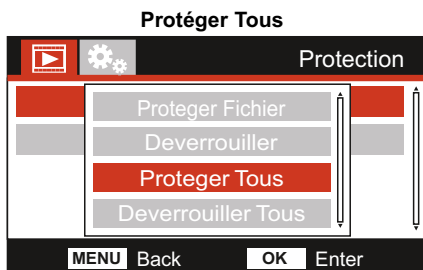 Protéger Tous
Protection
Proteger Fichier
Deverrouiller
Proteger Tous
Deverrouiller Tous
MENU Back OK Enter